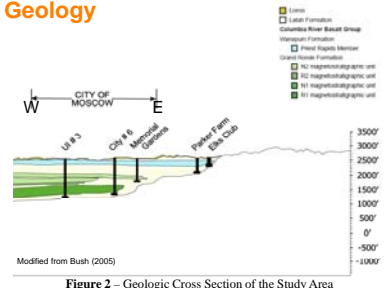 Geology
Loess
Latah Formation
Columbia River Basalt Group
Wanapum Formation
Priest Rapids Member
Grand Ronde Formation
N2 magnetostratigraphic unit
R2 magnetostratigraphic unit
N1 magnetostratigraphic unit
R1 magnetostratigraphic unit
CITY OF
MOSCOW
W E
UI # 3
City # 6
Memorial
Gardens
Parker Farm
Elks Club
3500'
3000'
2500'
2000'
1500'
1000'
500'
0'
-500'
-1000'
Modified from Bush (2005)
Figure 2 – Geologic Cross Section of the Study Area